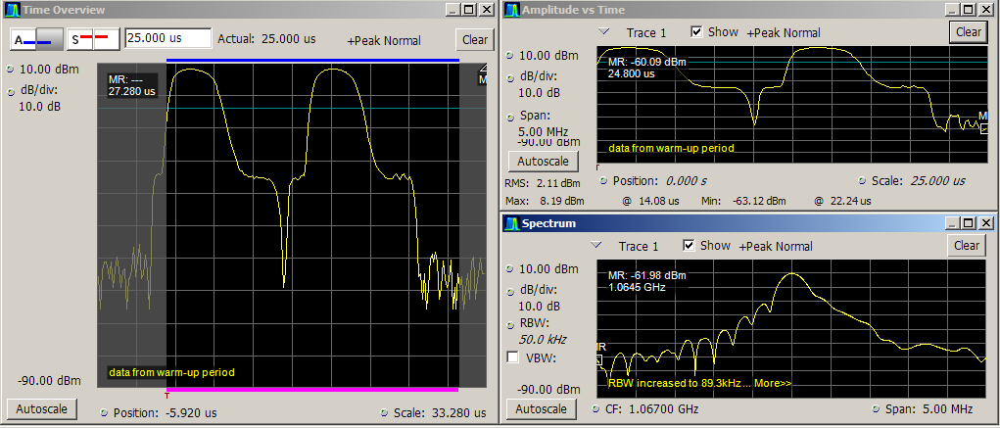 Time Overview
A
S
25.000 us
Actual: 25.000 us
+Peak Normal
Clear
10.00 dBm
dB/div:
10.0 dB
MR: ---
27.280 us
M
data from warm-up period
-90.00 dBm
T
Autoscale
Position: -5.920 us
Scale: 33.280 us
Amplitude vs Time
Trace 1
Show
+Peak Normal
Clear
10.00 dBm
dB/div:
10.0 dB
MR: -60.09 dBm
24.800 us
Span:
5.00 MHz
-90.00 dBm
M
data from warm-up period
Autoscale
T
Position: 0.000 s
Scale: 25.000 us
RMS: 2.11 dBm
Max: 8.19 dBm @ 14.08 us Min: -63.12 dBm @ 22.24 us
Spectrum
Trace 1
Show
+Peak Normal
Clear
10.00 dBm
dB/div:
10.0 dB
RBW:
50.0 kHz
VBW:
-90.00 dBm
MR: -61.98 dBm
1.0645 GHz
MR
RBW increased to 89.3kHz... More>>
Autoscale
CF: 1.06700 GHz
Span: 5.00 MHz